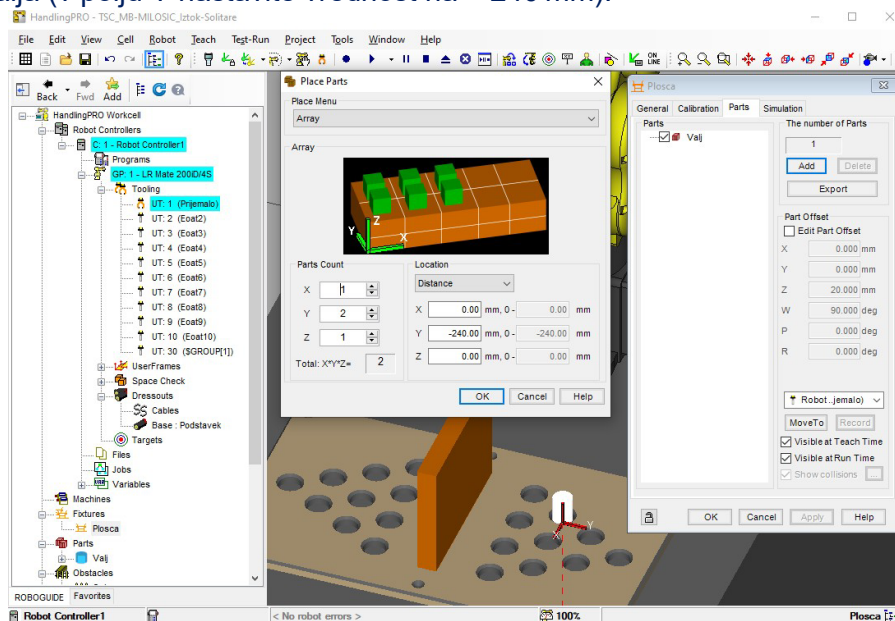 HandlingPRO - TSC_MB-MILOSIC_Iztok-Solitare
File Edit View Cell Robot Teach Test-Run Project Tools Window Help
Back Fwd Add
HandlingPRO Workcell
Robot Controllers
C: 1 - Robot Controller1
Programs
GP: 1 - LR Mate 200iD/4S
Tooling
UT: 1 (Prijemalo)
UT: 2 (Eoat2)
UT: 3 (Eoat3)
UT: 4 (Eoat4)
UT: 5 (Eoat5)
UT: 6 (Eoat6)
UT: 7 (Eoat7)
UT: 8 (Eoat8)
UT: 9 (Eoat9)
UT: 10 (Eoat10)
UT: 30 ($GROUP[1])
UserFrames
Space Check
Dressouts
Cables
Base : Podstavek
Targets
Files
Jobs
Variables
Machines
Fixtures
Plosca
Parts
Valj
Obstacles
ROBOGUIDE Favorites
Place Parts
Place Menu
Array
Array
Z
Y
X
Parts Count
X 1
Y 2
Z 1
Total: X*Y*Z= 2
Location
Distance
X 0.00 mm, 0 - 0.00 mm
Y -240.00 mm, 0 - -240.00 mm
Z 0.00 mm, 0 - 0.00 mm
OK Cancel Help
Plosca
General Calibration Parts Simulation
Parts
Valj
The number of Parts
1
Add Delete
Export
Part Offset
Edit Part Offset
X 0.000 mm
Y 0.000 mm
Z 20.000 mm
W 90.000 deg
P 0.000 deg
R 0.000 deg
Robot..jemalo)
MoveTo Record
Visible at Teach Time
Visible at Run Time
Show collisions ...
OK Cancel Apply Help
X Y
Robot Controller1 < No robot errors > 100% Plosca